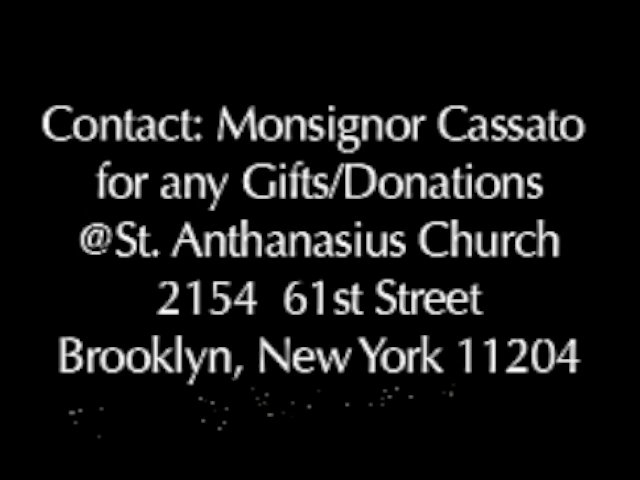 Contact: Monsignor Cassato
for any Gifts/Donations
@St. Anthanasius Church
2154 61st Street
Brooklyn, New York 11204